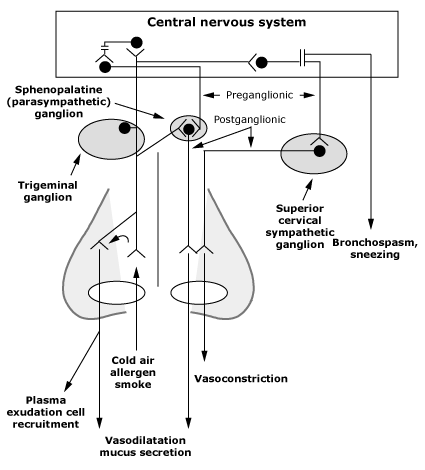 Central nervous system
Sphenopalatine
(parasympathetic)
ganglion
Preganglionic
Postganglionic
Trigeminal
ganglion
Superior
cervical
sympathetic
ganglion
Bronchospasm,
sneezing
Cold air
allergen
smoke
Vasoconstriction
Plasma
exudation cell
recruitment
Vasodilatation
mucus secretion